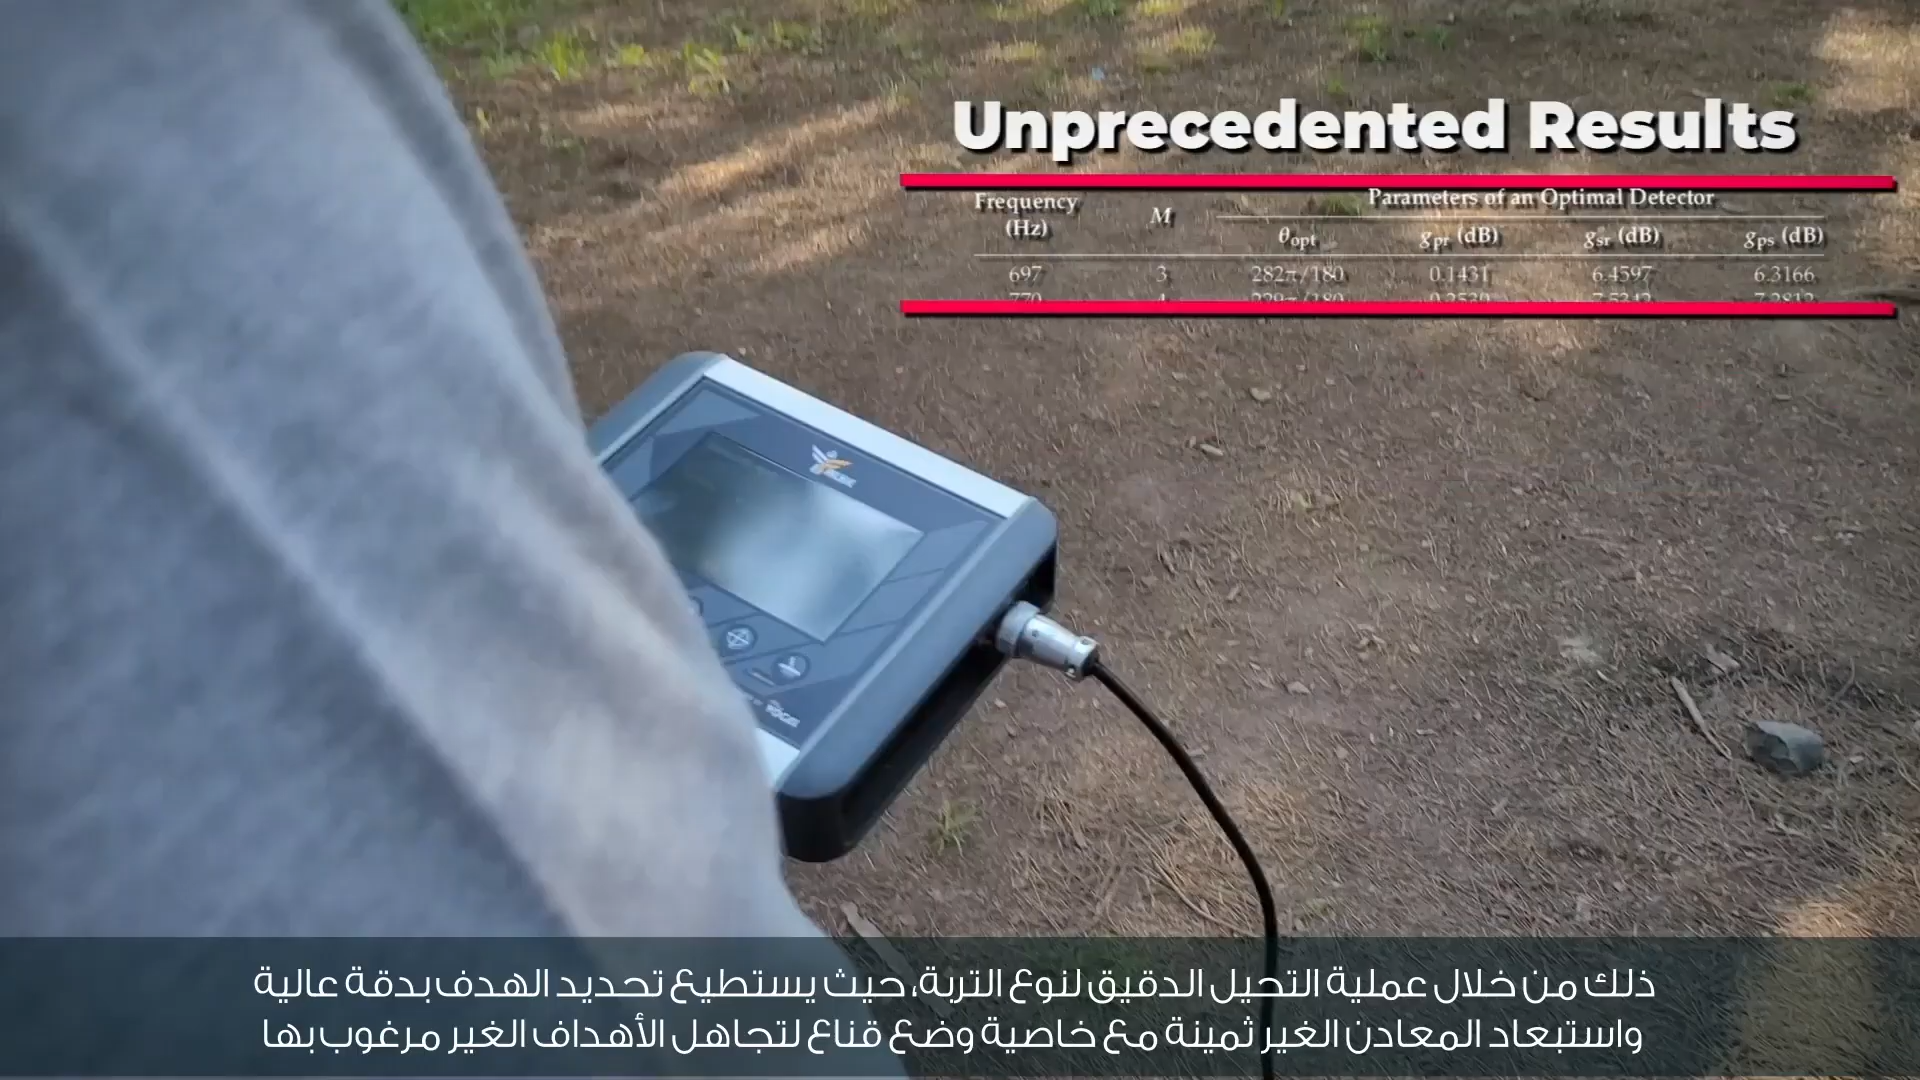 Unprecedented Results
Parameters of an Optimal Detector
Frequency (Hz) M θopt gpr (dB) gsr (dB) gps (dB)
697 3 282π/180 0.1431 6.4597 6.3166
ذلك من خلال عملية التحيل الدقيق لنوع التربة، حيث يستطيع تحديد الهدف بدقة عالية
واستبعاد المعادن الغير ثمينة مع خاصية وضع قناع لتجاهل الأهداف الغير مرغوب بها